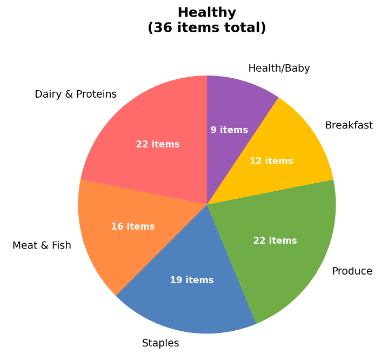 Healthy
(36 items total)
Health/Baby
Dairy & Proteins
Breakfast
9 items
22 items
12 items
16 items
22 items
Meat & Fish
Produce
19 items
Staples